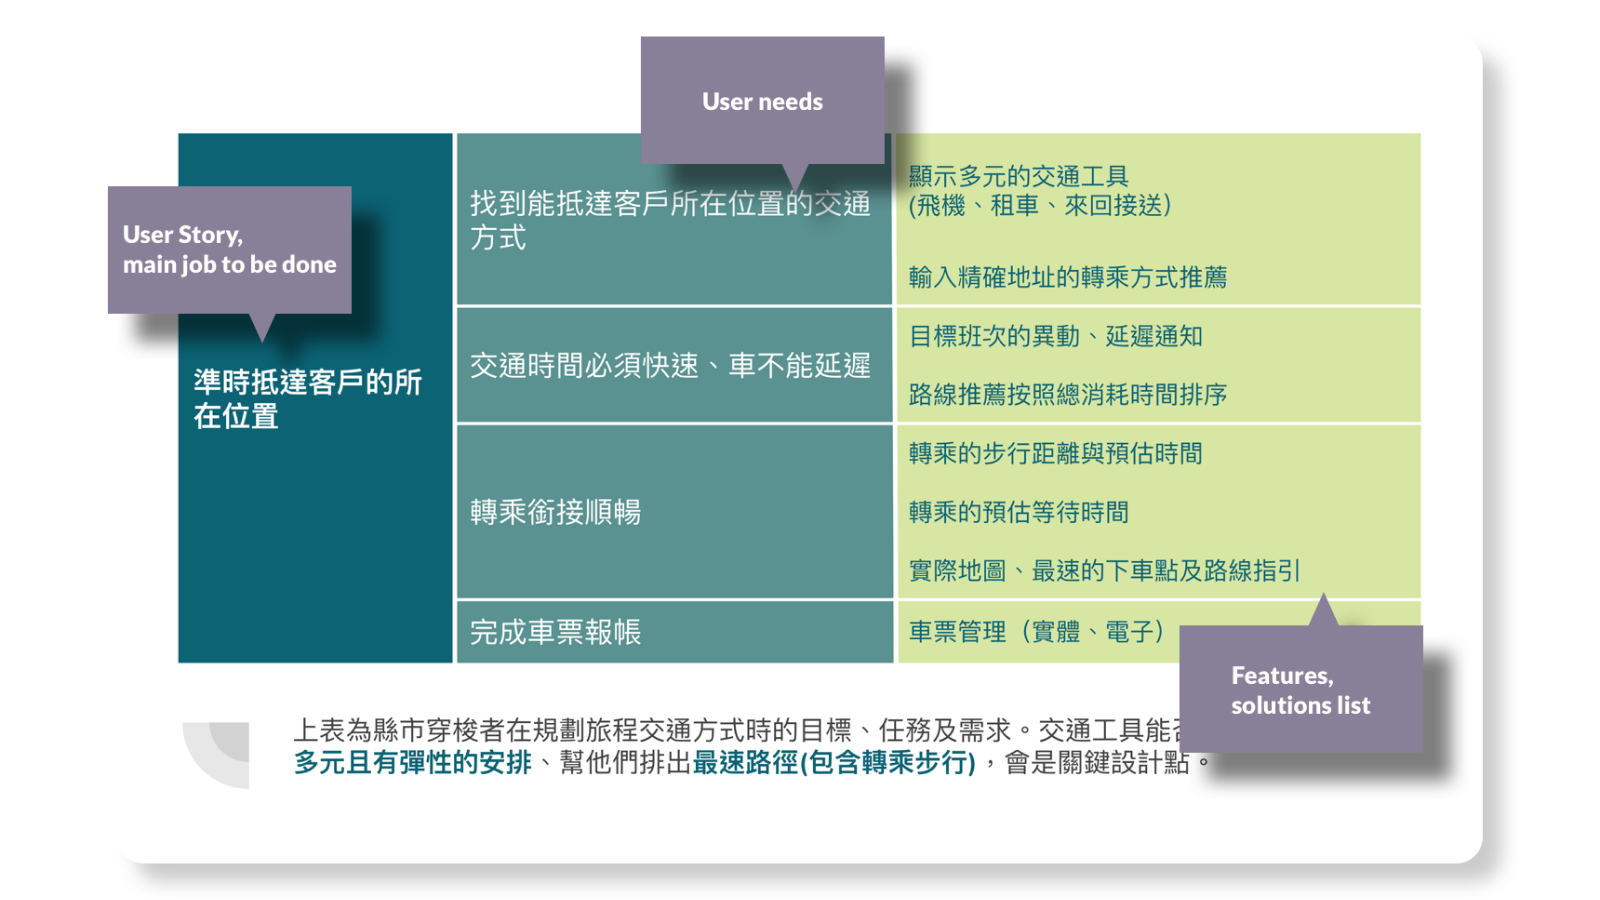 User needs
User Story,
main job to be done
準時抵達客戶的所
在位置
找到能抵達客戶所在位置的交通
方式
顯示多元的交通工具
(飛機、租車、來回接送)
輸入精確地址的轉乘方式推薦
交通時間必須快速、車不能延遲
目標班次的異動、延遲通知
路線推薦按照總消耗時間排序
轉乘銜接順暢
轉乘的步行距離與預估時間
轉乘的預估等待時間
實際地圖、最速的下車點及路線指引
完成車票報帳
車票管理（實體、電子）
Features,
solutions list
上表為縣市穿梭者在規劃旅程交通方式時的目標、任務及需求。交通工具能
多元且有彈性的安排、幫他們排出最速路徑(包含轉乘步行)，會是關鍵設計點。